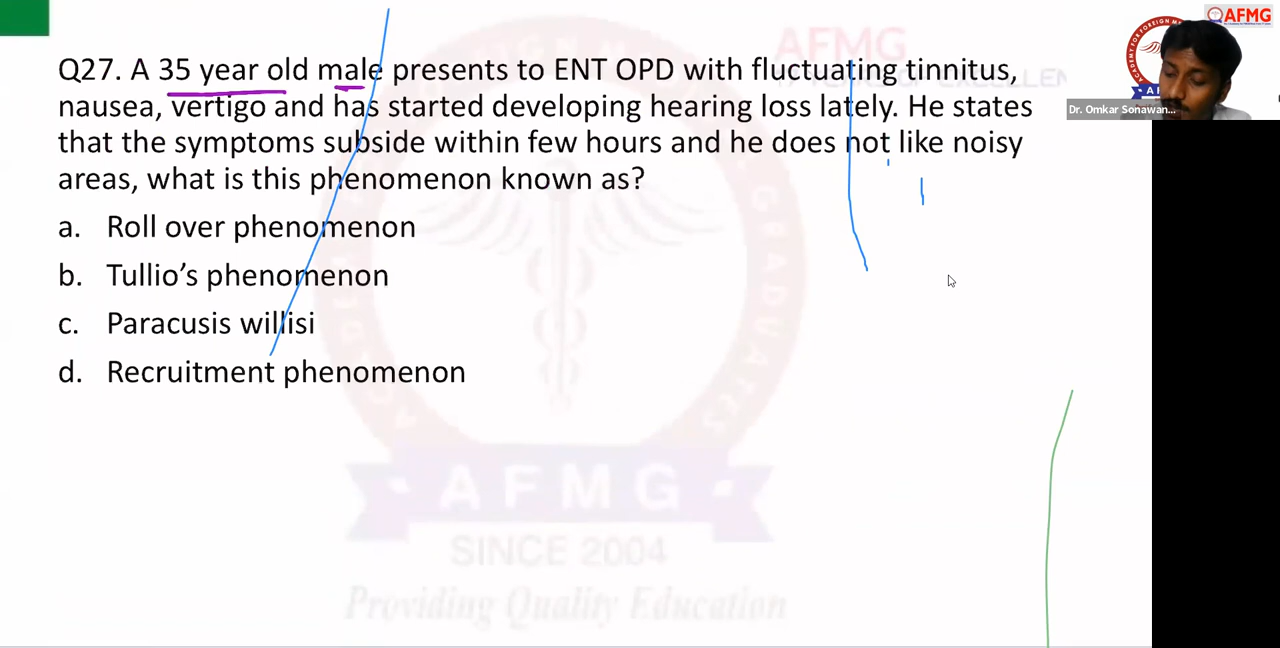 AFMG
AFMG
EXCELLEN
Dr. Omkar Sonawan...
Q27. A 35 year old male presents to ENT OPD with fluctuating tinnitus,
nausea, vertigo and has started developing hearing loss lately. He states
that the symptoms subside within few hours and he does not like noisy
areas, what is this phenomenon known as?
a. Roll over phenomenon
b. Tullio's phenomenon
c. Paracusis willisi
d. Recruitment phenomenon
AFMG
SINCE 2004
Providing Quality Education